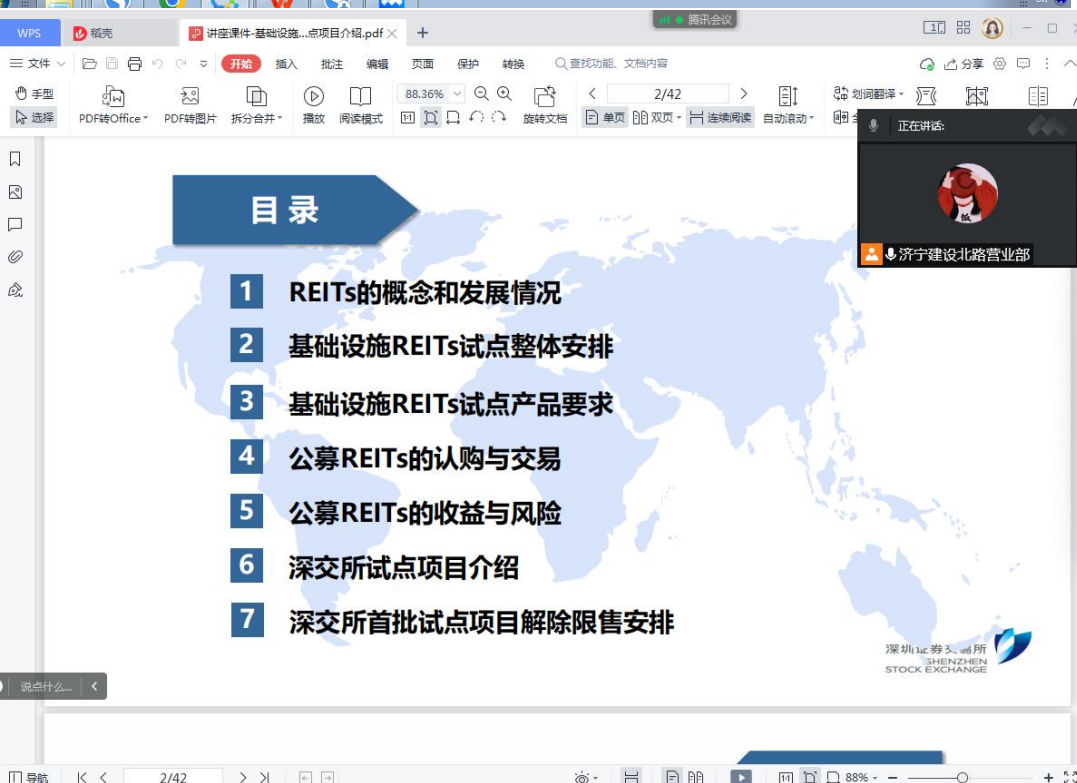 腾讯会议
WPS
稻壳
讲座课件-基础设施...点项目介绍.pdf
文件
开始
插入
批注
编辑
页面
保护
转换
查找功能、文档内容
分享
手型
选择
PDF转Office
PDF转图片
拆分合并
播放
阅读模式
88.36%
旋转文档
2/42
单页
双页
连续阅读
自动滚动
划词翻译
正在讲话:
济宁建设北路营业部
目录
1 REITs的概念和发展情况
2 基础设施REITs试点整体安排
3 基础设施REITs试点产品要求
4 公募REITs的认购与交易
5 公募REITs的收益与风险
6 深交所试点项目介绍
7 深交所首批试点项目解除限售安排
深圳证券交易所
SHENZHEN
STOCK EXCHANGE
说点什么...
导航
2/42
88%